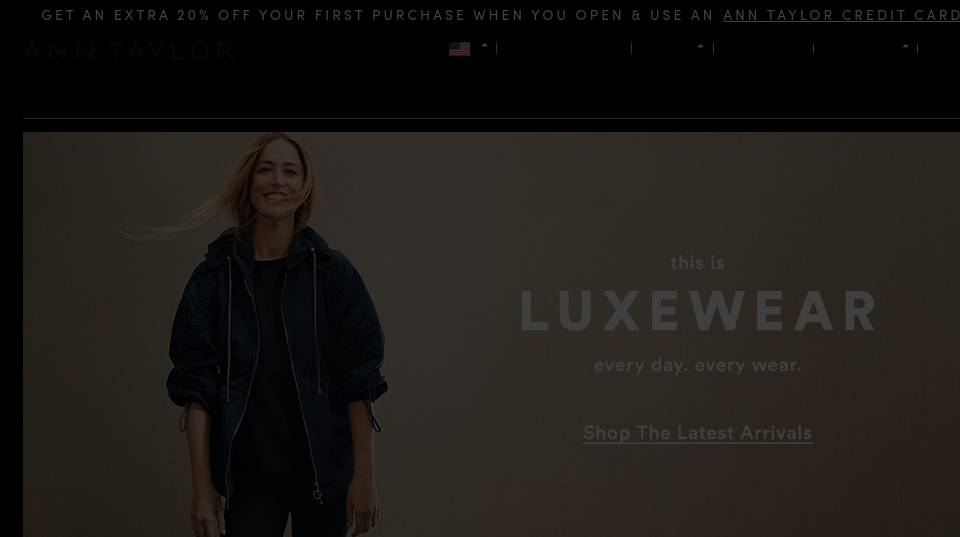 GET AN EXTRA 20% OFF YOUR FIRST PURCHASE WHEN YOU OPEN & USE AN ANN TAYLOR CREDIT CARD
ANN TAYLOR
this is
LUXEWEAR
every day. every wear.
Shop The Latest Arrivals